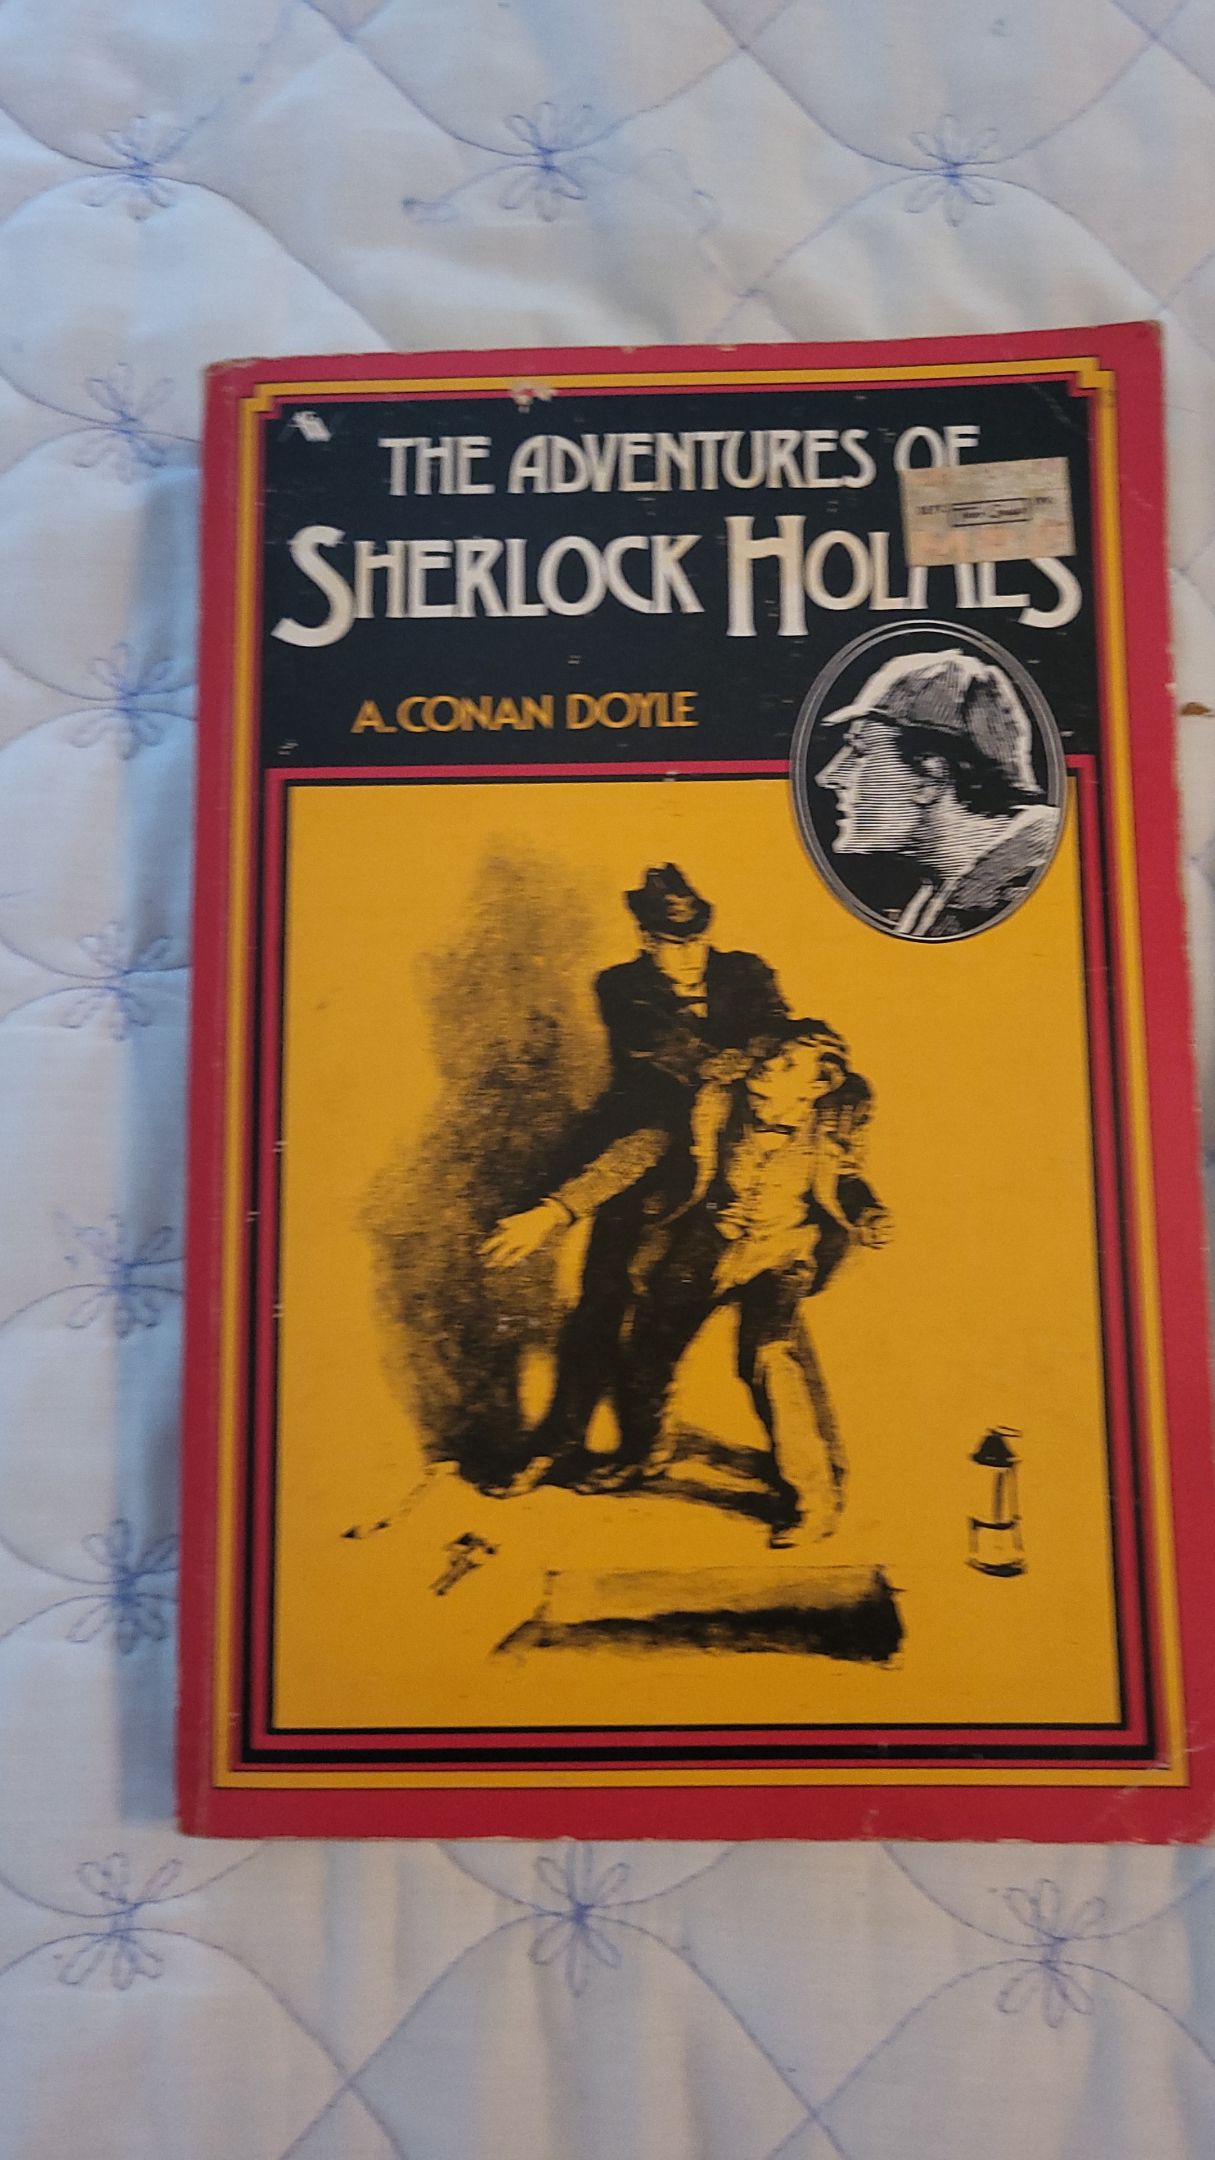 THE ADVENTURES OF
SHERLOCK HOLMES
A. CONAN DOYLE